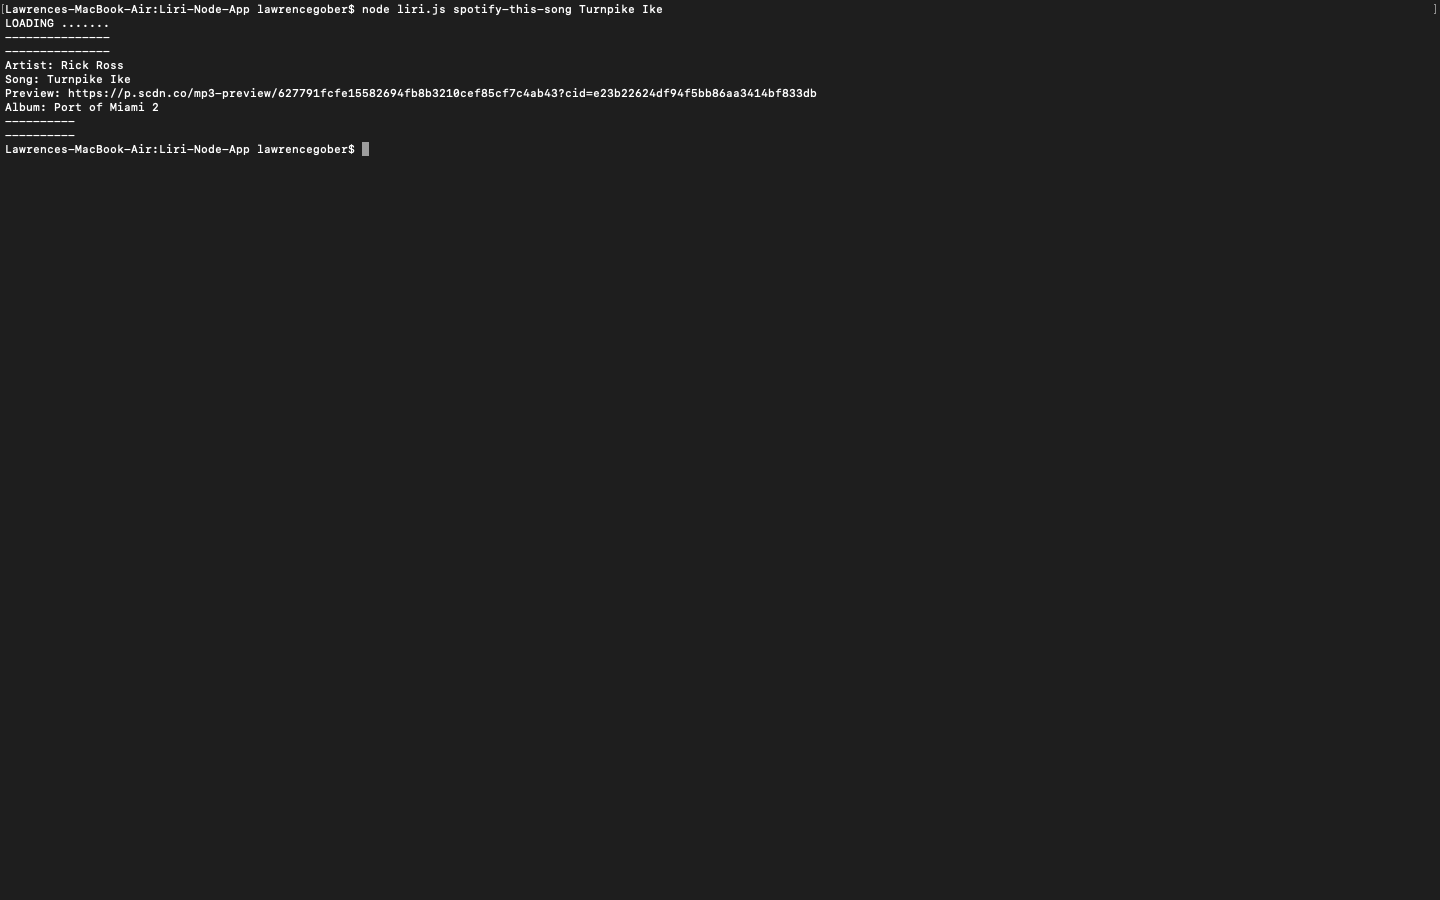 [Lawrences-MacBook-Air:Liri-Node-App lawrencegober$ node liri.js spotify-this-song Turnpike Ike ]
LOADING .......
---------------
---------------
Artist: Rick Ross
Song: Turnpike Ike
Preview: https://p.scdn.co/mp3-preview/627791fcfe15582694fb8b3210cef85cf7c4ab43?cid=e23b22624df94f5bb86aa3414bf833db
Album: Port of Miami 2
----------
----------
Lawrences-MacBook-Air:Liri-Node-App lawrencegober$